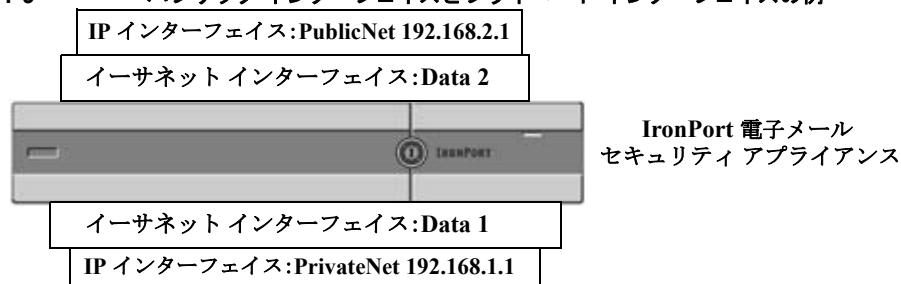 IP インターフェイス:PublicNet 192.168.2.1
イーサネット インターフェイス:Data 2
IRONPORT
IronPort 電子メール
セキュリティ アプライアンス
イーサネット インターフェイス:Data 1
IP インターフェイス:PrivateNet 192.168.1.1